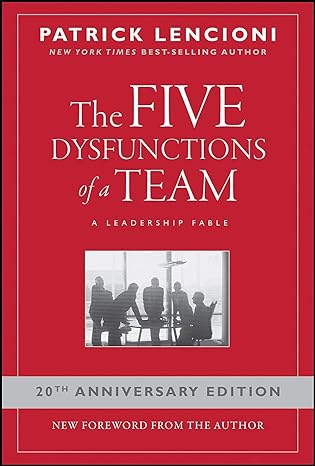 PATRICK LENCIONI
NEW YORK TIMES BEST-SELLING AUTHOR
The FIVE
DYSFUNCTIONS
of a TEAM
A LEADERSHIP FABLE
20TH ANNIVERSARY EDITION
NEW FOREWORD FROM THE AUTHOR